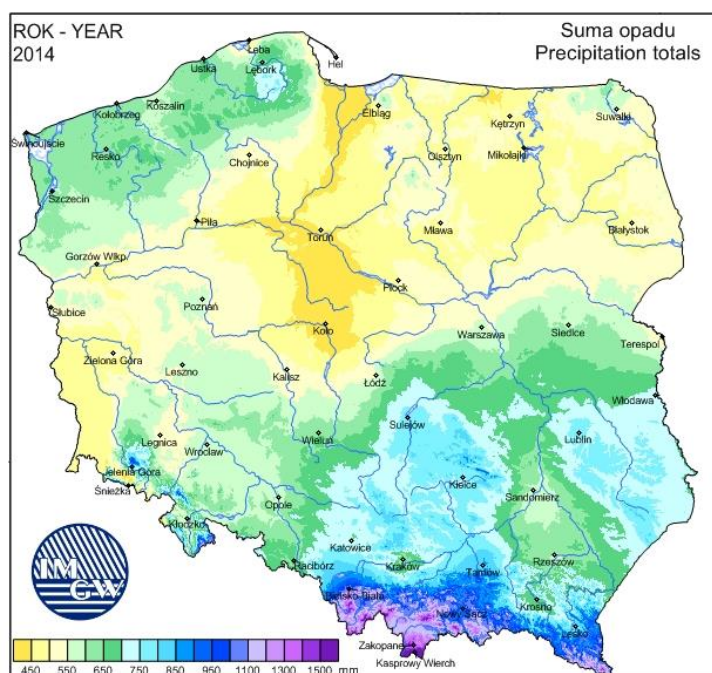 ROK - YEAR
2014
Suma opadu
Precipitation totals
Łeba
Hel
Ustka
Lębork
Koszalin
Kołobrzeg
Elbląg
Kętrzyn
Suwałki
Świnoujście
Resko
Chojnice
Olsztyn
Mikołajki
Szczecin
Piła
Toruń
Mława
Białystok
Gorzów Wlkp.
Płock
Słubice
Poznań
Koło
Warszawa
Siedlce
Terespol
Zielona Góra
Leszno
Kalisz
Łódź
Włodawa
Sulejów
Legnica
Wieluń
Lublin
Wrocław
Jelenia Góra
Śnieżka
Kielce
Opole
Sandomierz
Kłodzko
Katowice
Kraków
Rzeszów
Racibórz
Tarnów
Bielsko-Biała
Krosno
Nowy Sącz
Lesko
Zakopane
Kasprowy Wierch
IM
GW
450 550 650 750 850 950 1100 1300 1500 mm